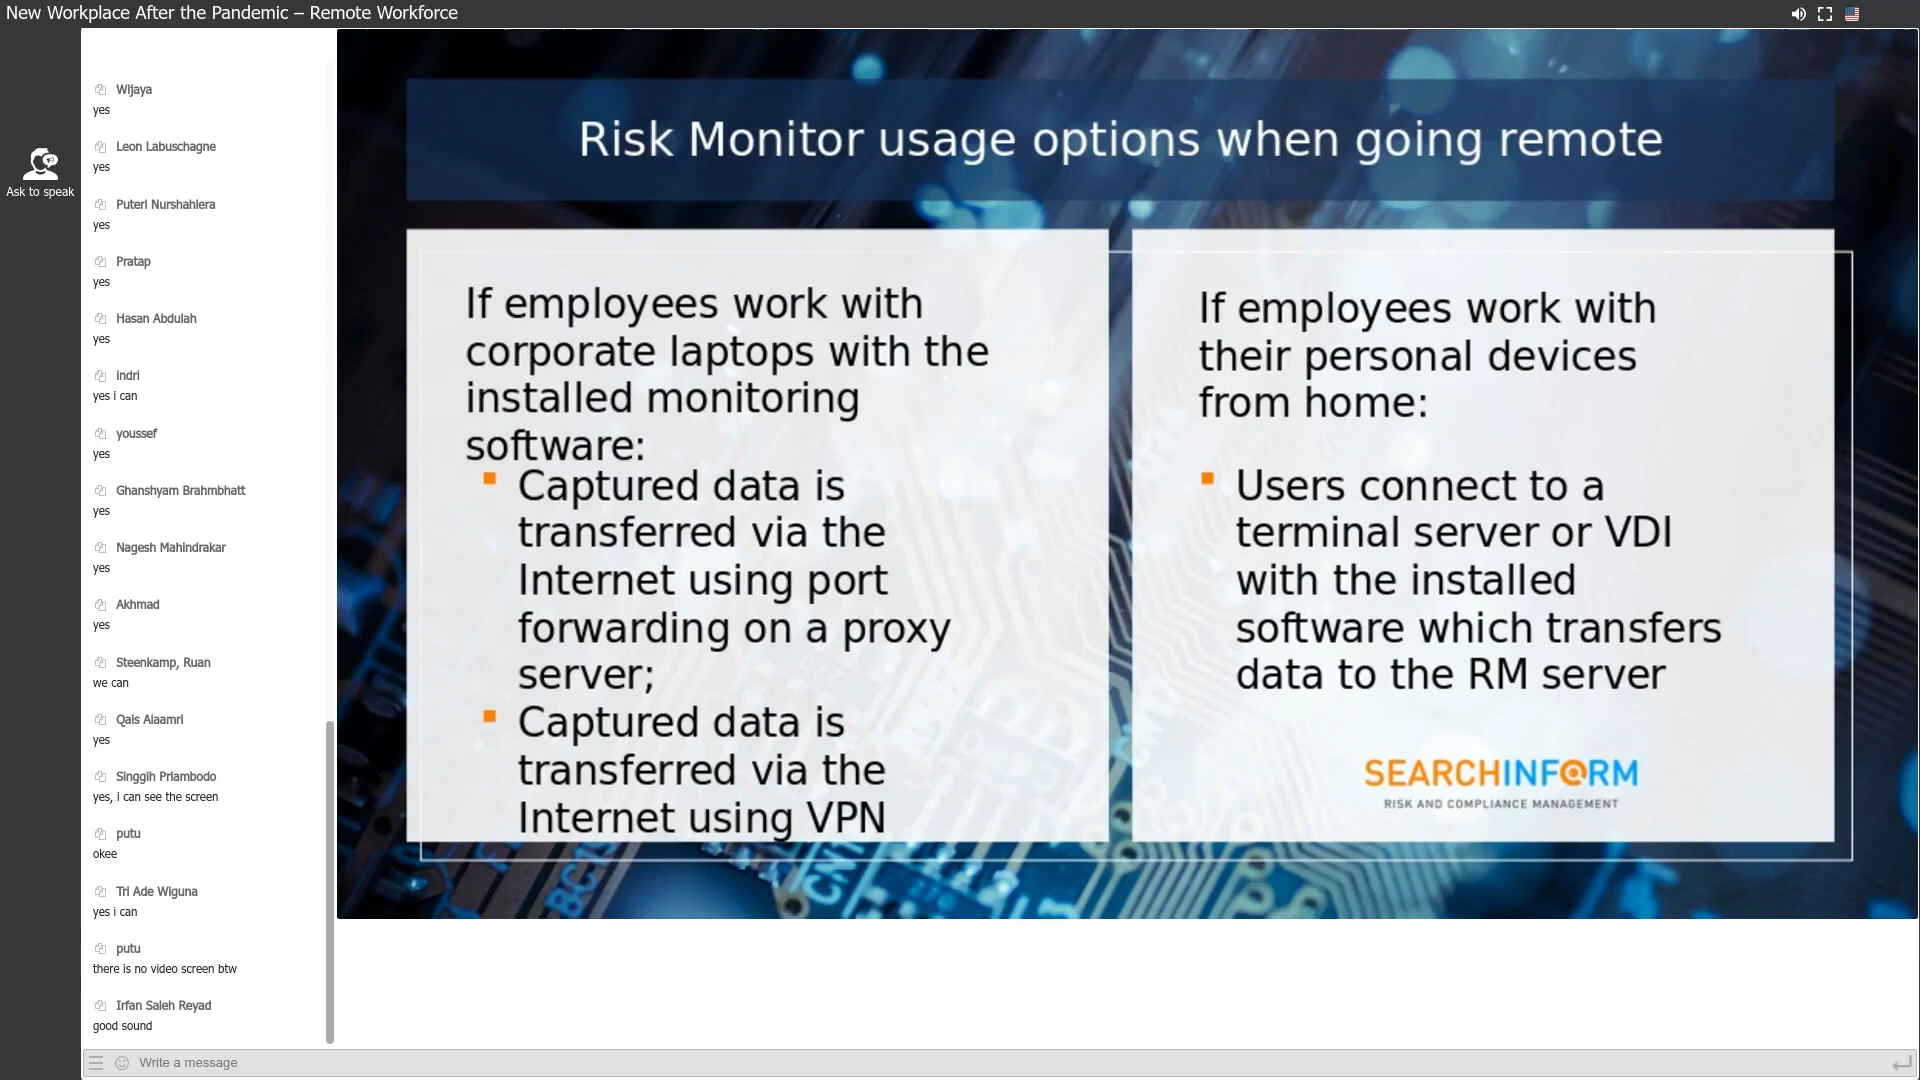 New Workplace After the Pandemic – Remote Workforce
Ask to speak
Wijaya
yes
Leon Labuschagne
yes
Puteri Nurshahiera
yes
Pratap
yes
Hasan Abdulah
yes
indri
yes i can
youssef
yes
Ghanshyam Brahmbhatt
yes
Nagesh Mahindrakar
yes
Akhmad
yes
Steenkamp, Ruan
we can
Qais Alaamri
yes
Singgih Priambodo
yes, i can see the screen
putu
okee
Tri Ade Wiguna
yes i can
putu
there is no video screen btw
Irfan Saleh Reyad
good sound
Write a message
Risk Monitor usage options when going remote
If employees work with
corporate laptops with the
installed monitoring
software:
Captured data is
transferred via the
Internet using port
forwarding on a proxy
server;
Captured data is
transferred via the
Internet using VPN
If employees work with
their personal devices
from home:
Users connect to a
terminal server or VDI
with the installed
software which transfers
data to the RM server
SEARCHINFORM
RISK AND COMPLIANCE MANAGEMENT